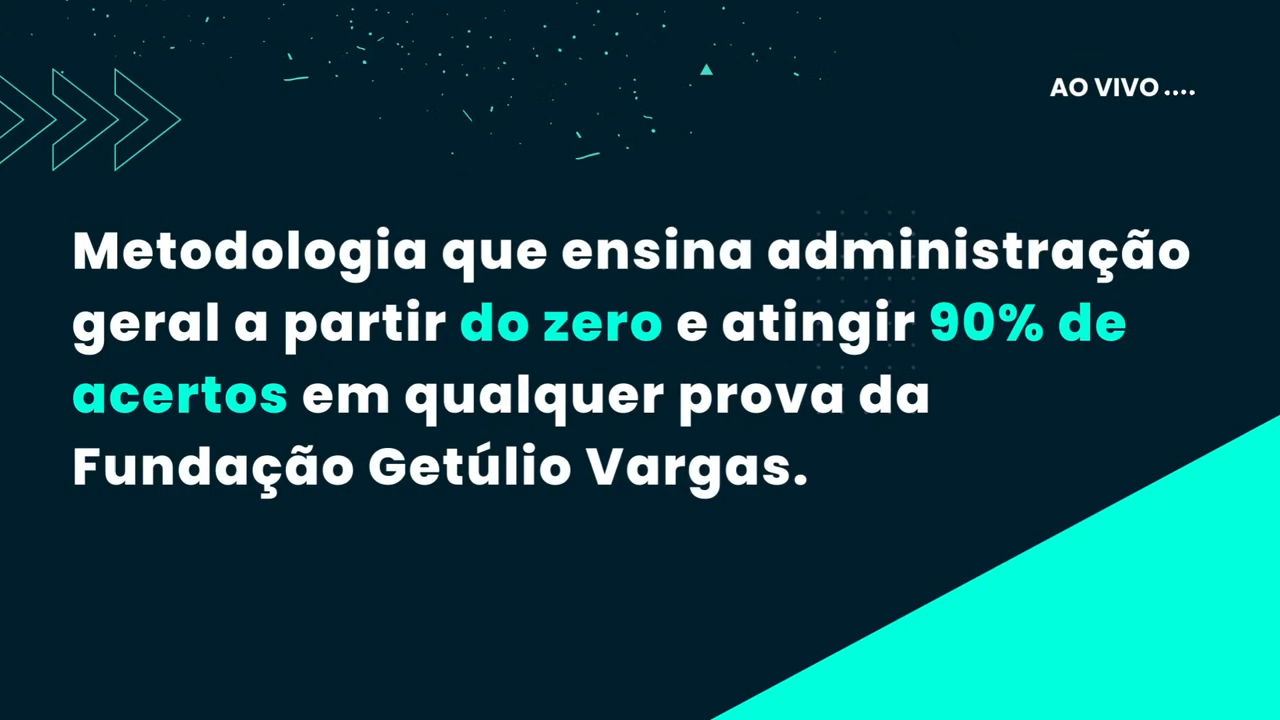 AO VIVO ....
Metodologia que ensina administração
geral a partir do zero e atingir 90% de
acertos em qualquer prova da
Fundação Getúlio Vargas.